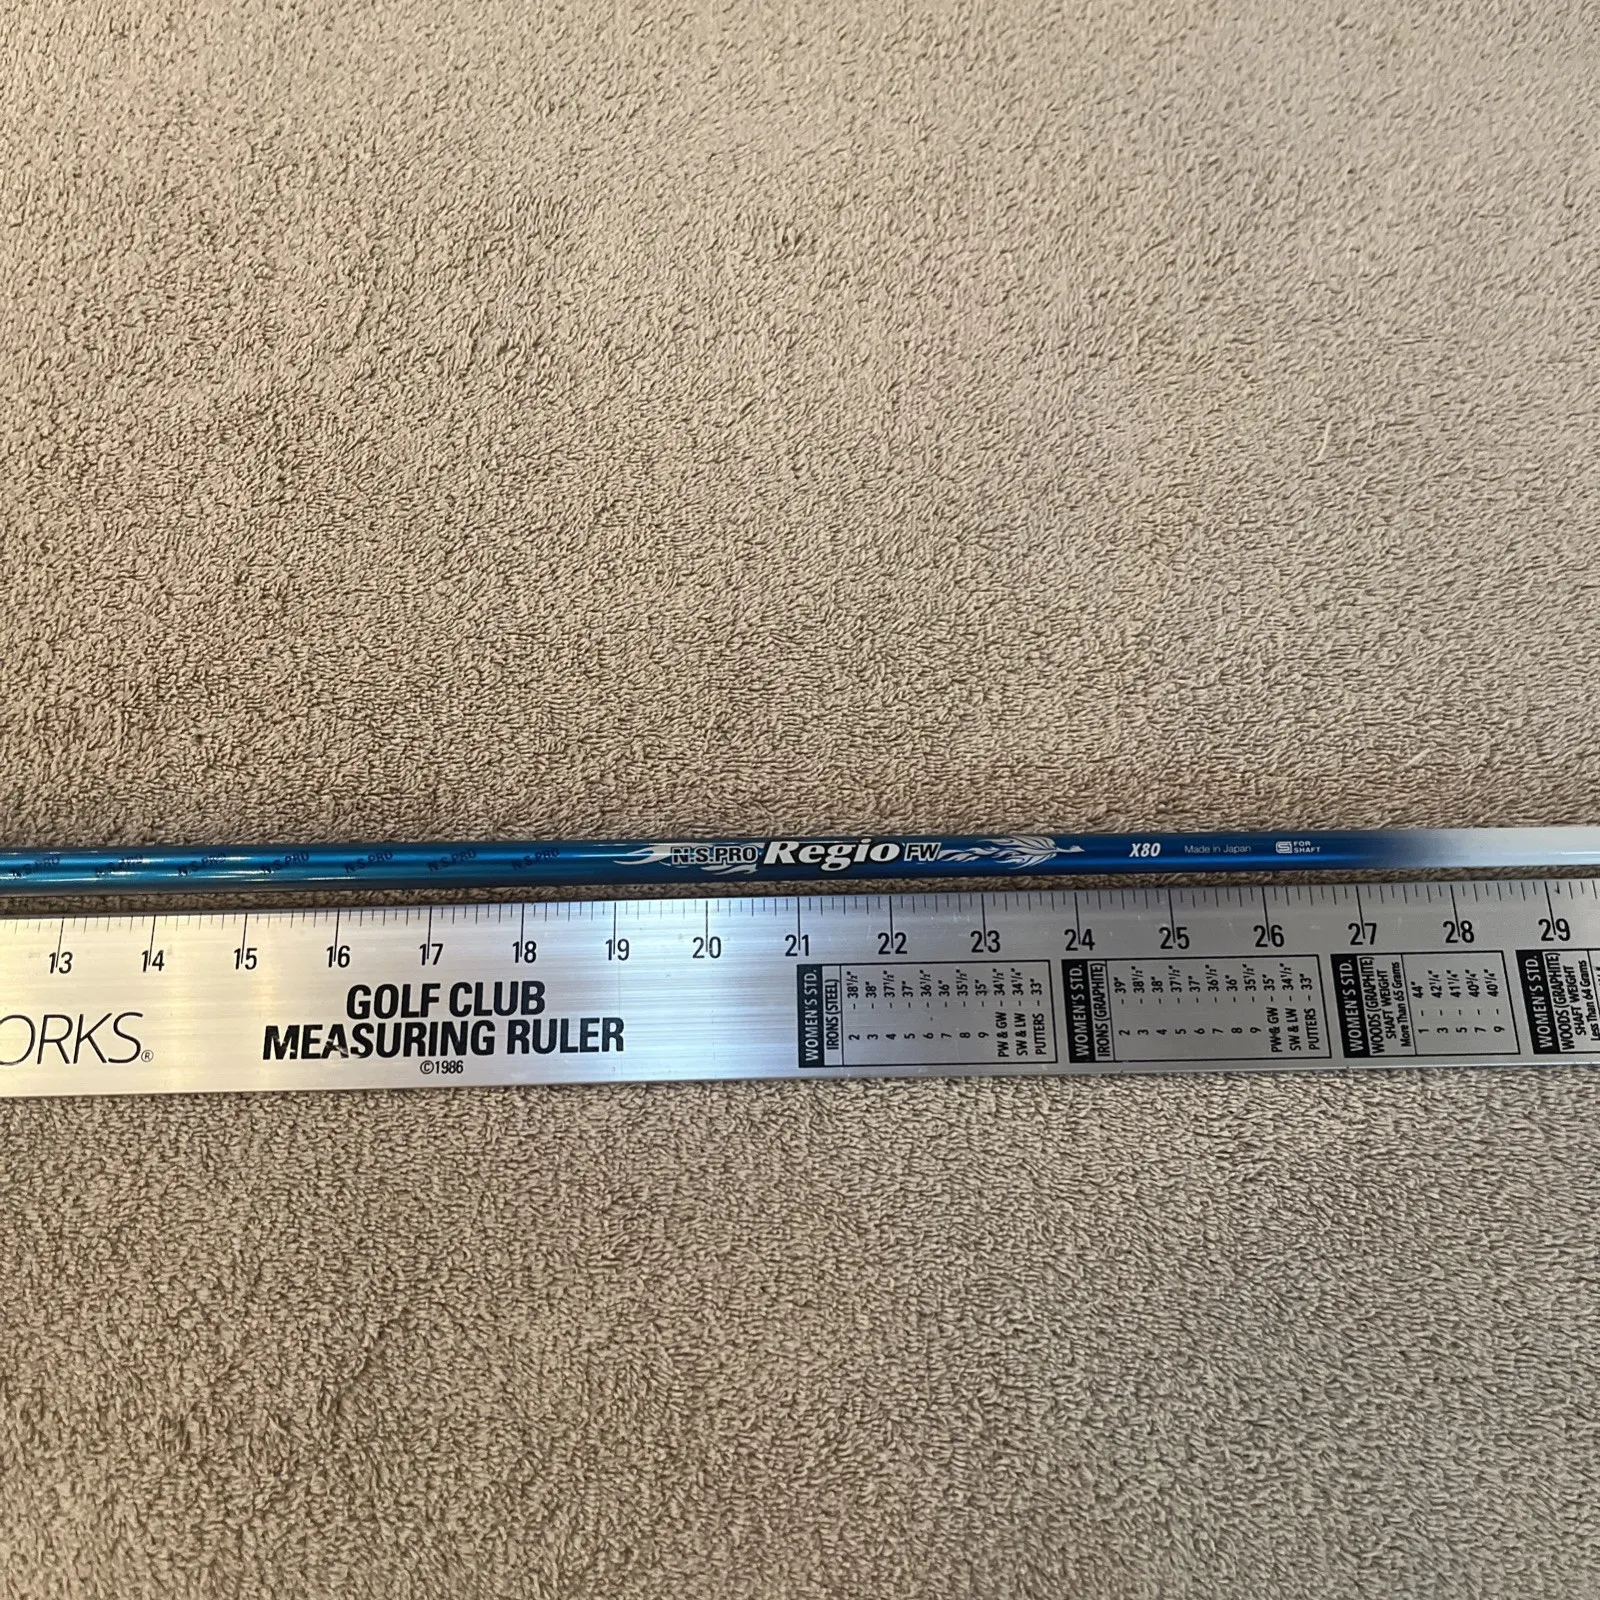 N.S.PRO N.S.PRO N.S.PRO N.S.PRO N.S.PRO N.S.PRO N.S.PRO
N.S.PRO Regio FW X80 Made in Japan S FOR SHAFT
13 14 15 16 17 18 19 20 21 22 23 24 25 26 27 28 29
ORKS®
GOLF CLUB
MEASURING RULER
©1986
WOMEN'S STD.
IRONS (STEEL)
2 - 38½"
3 - 38"
4 - 37½"
5 - 37"
6 - 36½"
7 - 36"
8 - 35½"
9 - 35"
PW & GW - 34½"
SW & LW - 34¼"
PUTTERS - 33"
WOMEN'S STD.
IRONS (GRAPHITE)
2 - 39"
3 - 38½"
4 - 38"
5 - 37½"
6 - 37"
7 - 36½"
8 - 36"
9 - 35½"
PW & GW - 35"
SW & LW - 34½"
PUTTERS - 33"
WOMEN'S STD.
WOODS (GRAPHITE)
SHAFT WEIGHT
More Than 65 Grams
1 - 44"
3 - 42¼"
5 - 41¼"
7 - 40¾"
9 - 40¼"
WOMEN'S STD.
WOODS (GRAPHITE)
SHAFT WEIGHT
Less Than 64 Grams